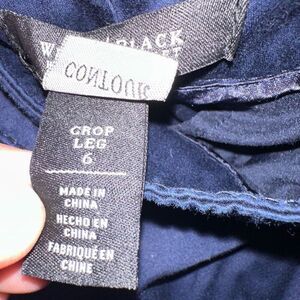 BLACK
CONTOUR
CROP
LEG
6
MADE IN
CHINA
HECHO EN
CHINA
FABRIQUÉ EN
CHINE